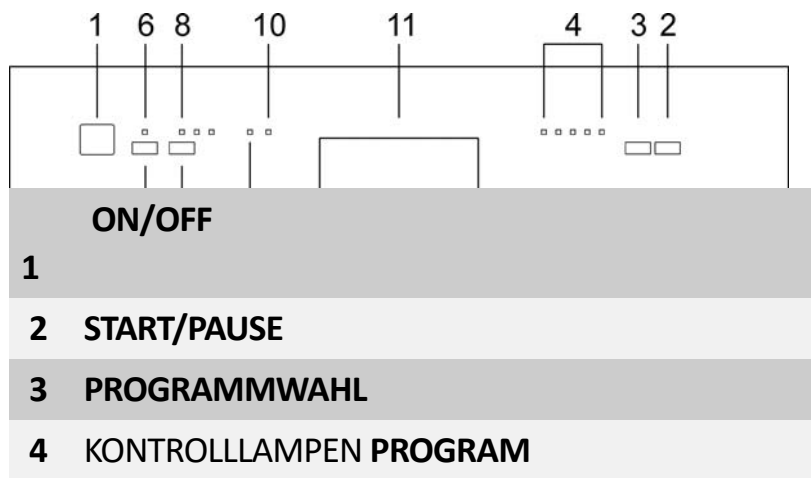 1 6 8 10 11 4 3 2
ON/OFF
1
2 START/PAUSE
3 PROGRAMMWAHL
4 KONTROLLLAMPEN PROGRAM